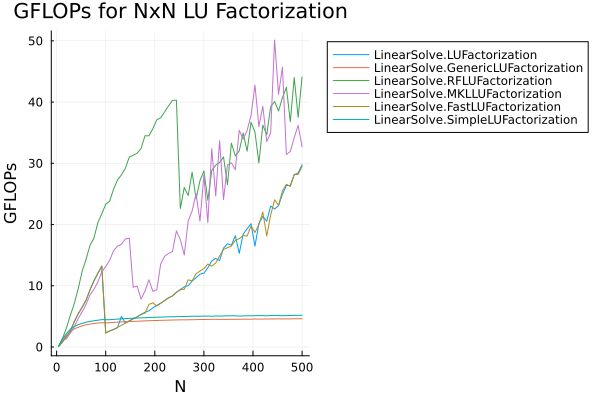 GFLOPs for NxN LU Factorization
LinearSolve.LUFactorization
LinearSolve.GenericLUFactorization
LinearSolve.RFLUFactorization
LinearSolve.MKLLUFactorization
LinearSolve.FastLUFactorization
LinearSolve.SimpleLUFactorization
GFLOPs
50
40
30
20
10
0
0 100 200 300 400 500
N